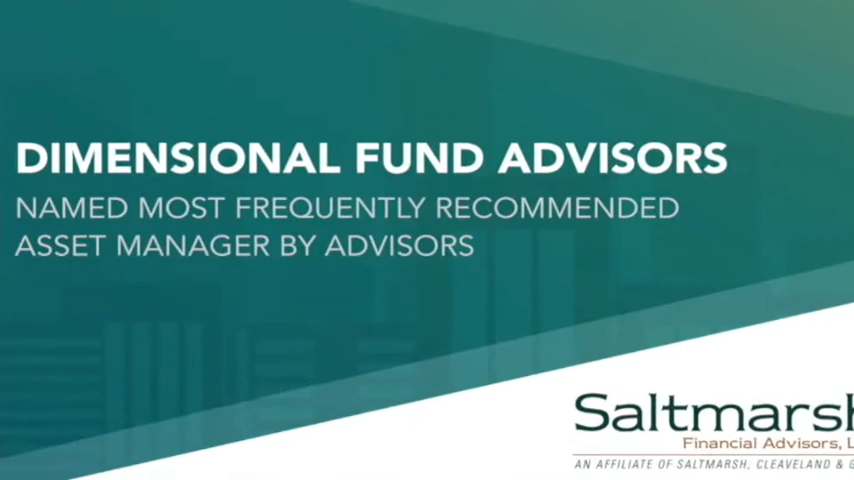 DIMENSIONAL FUND ADVISORS
NAMED MOST FREQUENTLY RECOMMENDED
ASSET MANAGER BY ADVISORS
Saltmarsh
Financial Advisors, L
AN AFFILIATE OF SALTMARSH, CLEAVELAND & G